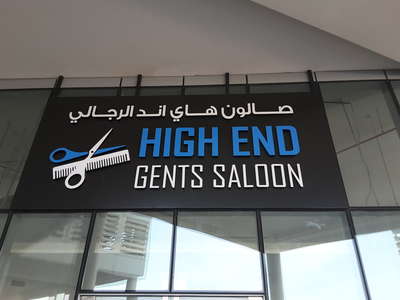 صالون هاي اند الرجالي
HIGH END
GENTS SALOON